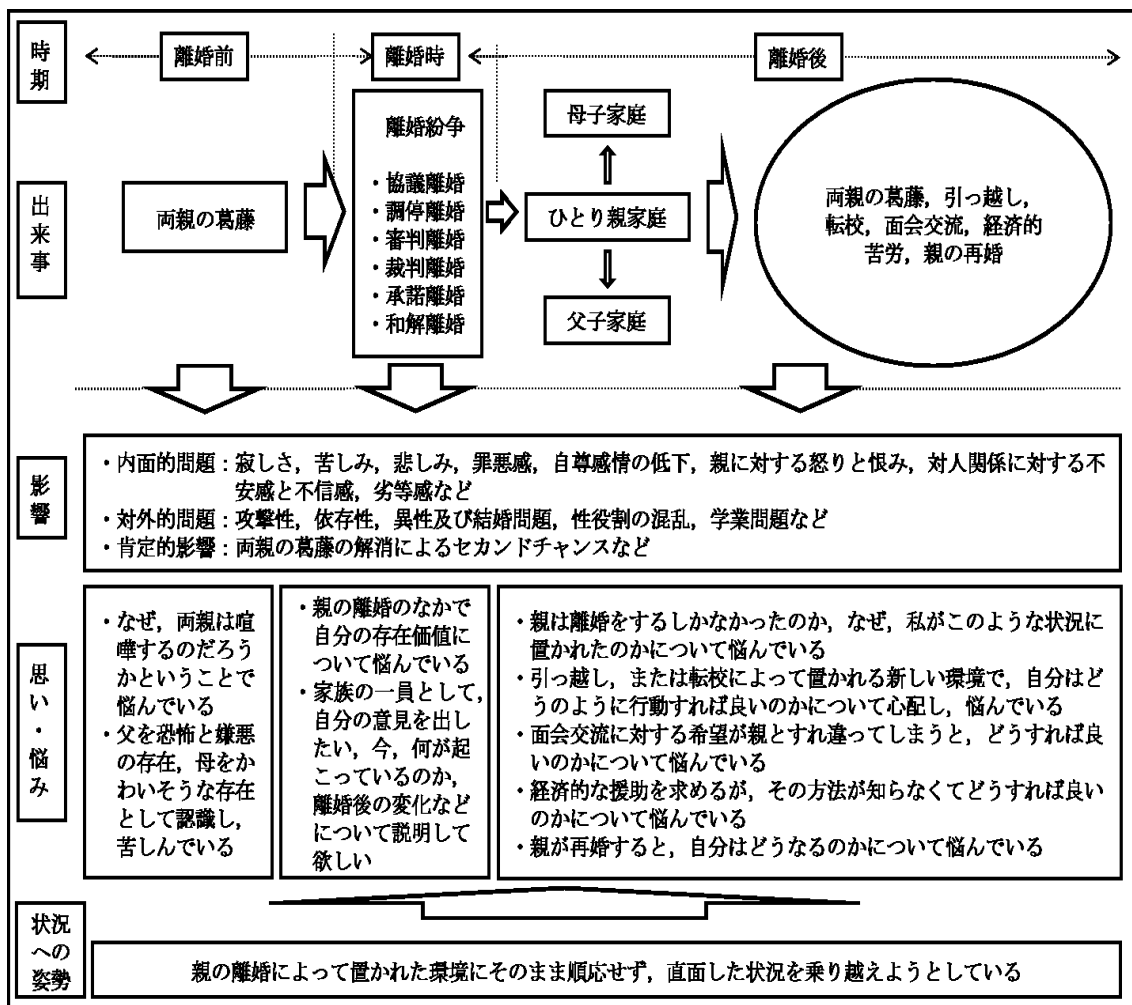 時期
離婚前
離婚時
離婚後
出来事
両親の葛藤
離婚紛争
・協議離婚
・調停離婚
・審判離婚
・裁判離婚
・承諾離婚
・和解離婚
母子家庭
ひとり親家庭
父子家庭
両親の葛藤，引っ越し，
転校，面会交流，経済的
苦労，親の再婚
影響
・内面的問題：寂しさ，苦しみ，悲しみ，罪悪感，自尊感情の低下，親に対する怒りと恨み，対人関係に対する不
安感と不信感，劣等感など
・対外的問題：攻撃性，依存性，異性及び結婚問題，性役割の混乱，学業問題など
・肯定的影響：両親の葛藤の解消によるセカンドチャンスなど
思い・悩み
・なぜ，両親は喧
嘩するのだろう
かということで
悩んでいる
・父を恐怖と嫌悪
の存在，母をか
わいそうな存在
として認識し，
苦しんでいる
・親の離婚のなかで
自分の存在価値に
ついて悩んでいる
・家族の一員として，
自分の意見を出し
たい，今，何が起
こっているのか，
離婚後の変化など
について説明して
欲しい
・親は離婚をするしかなかったのか，なぜ，私がこのような状況に
置かれたのかについて悩んでいる
・引っ越し，または転校によって置かれる新しい環境で，自分はど
うのように行動すれば良いのかについて心配し，悩んでいる
・面会交流に対する希望が親とすれ違ってしまうと，どうすれば良
いのかについて悩んでいる
・経済的な援助を求めるが，その方法が知らなくてどうすれば良い
のかについて悩んでいる
・親が再婚すると，自分はどうなるのかについて悩んでいる
状況
への
姿勢
親の離婚によって置かれた環境にそのまま順応せず，直面した状況を乗り越えようとしている